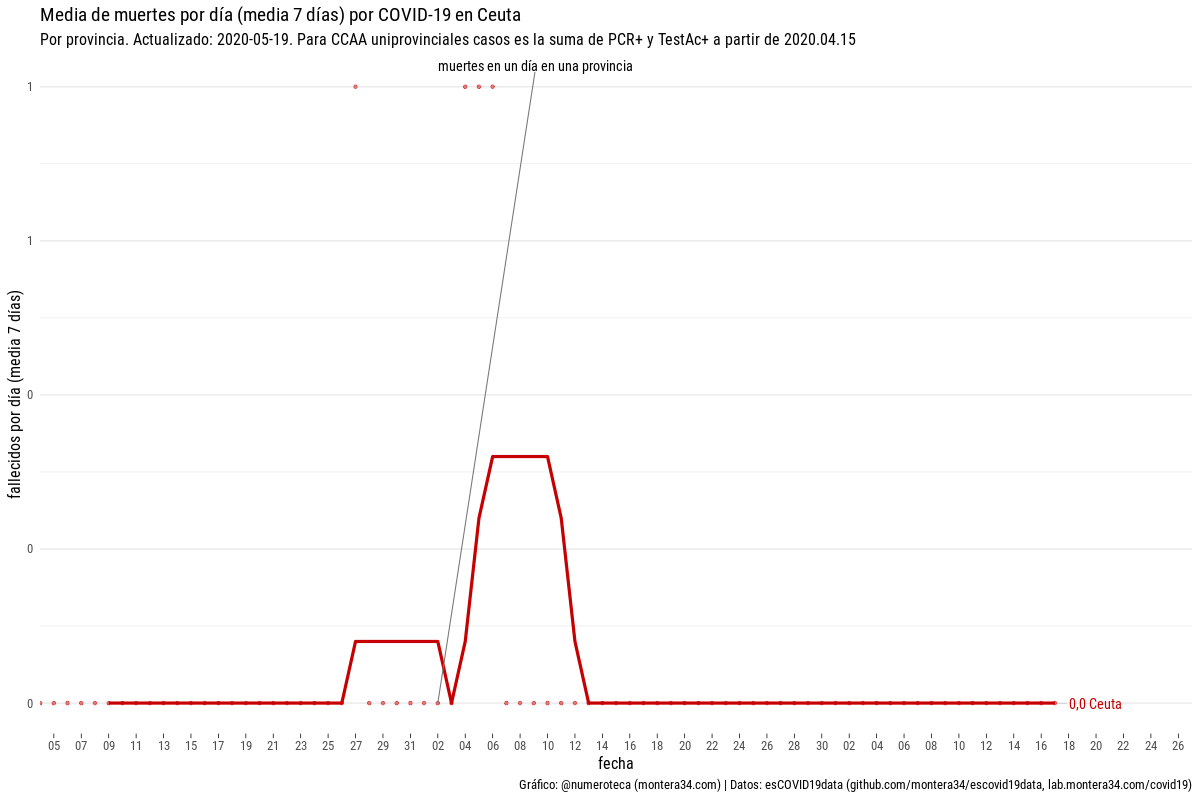 Media de muertes por día (media 7 días) por COVID-19 en Ceuta
Por provincia. Actualizado: 2020-05-19. Para CCAA uniprovinciales casos es la suma de PCR+ y TestAc+ a partir de 2020.04.15
muertes en un día en una provincia
1
1
0
0
0
fallecidos por día (media 7 días)
0,0 Ceuta
05 07 09 11 13 15 17 19 21 23 25 27 29 31 02 04 06 08 10 12 14 16 18 20 22 24 26 28 30 02 04 06 08 10 12 14 16 18 20 22 24 26
fecha
Gráfico: @numeroteca (montera34.com) | Datos: esCOVID19data (github.com/montera34/escovid19data, lab.montera34.com/covid19)